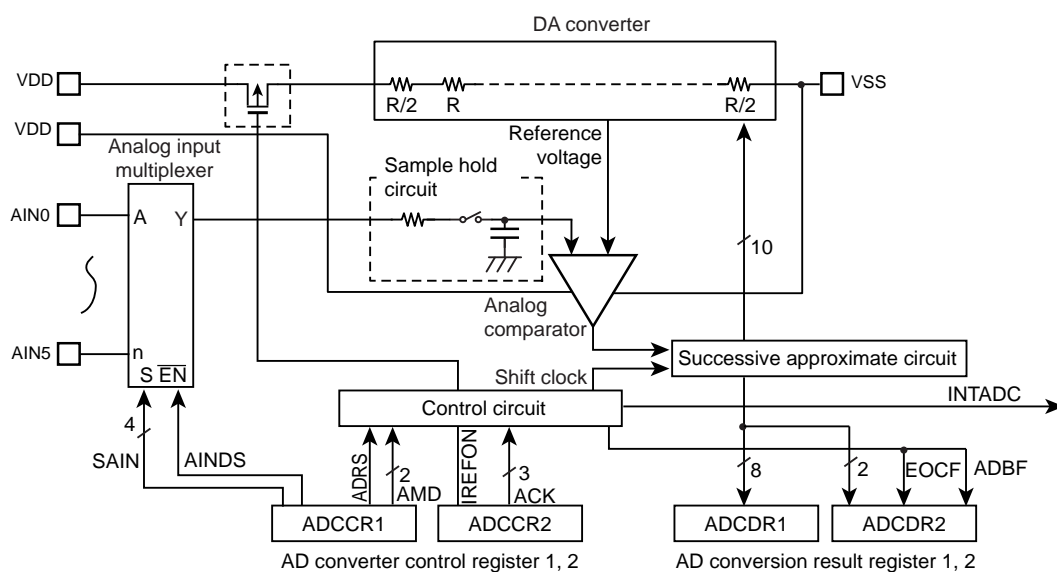 DA converter
VDD
R/2
R
R/2
VSS
VDD
Analog input
multiplexer
Reference
voltage
Sample hold
circuit
AIN0
A
Y
10
Analog
comparator
AIN5
n
S
EN
Shift clock
Successive approximate circuit
INTADC
Control circuit
4
SAIN
AINDS
ADRS
2
AMD
IREFON
3
ACK
8
2
EOCF
ADBF
ADCCR1
ADCCR2
ADCDR1
ADCDR2
AD converter control register 1, 2
AD conversion result register 1, 2